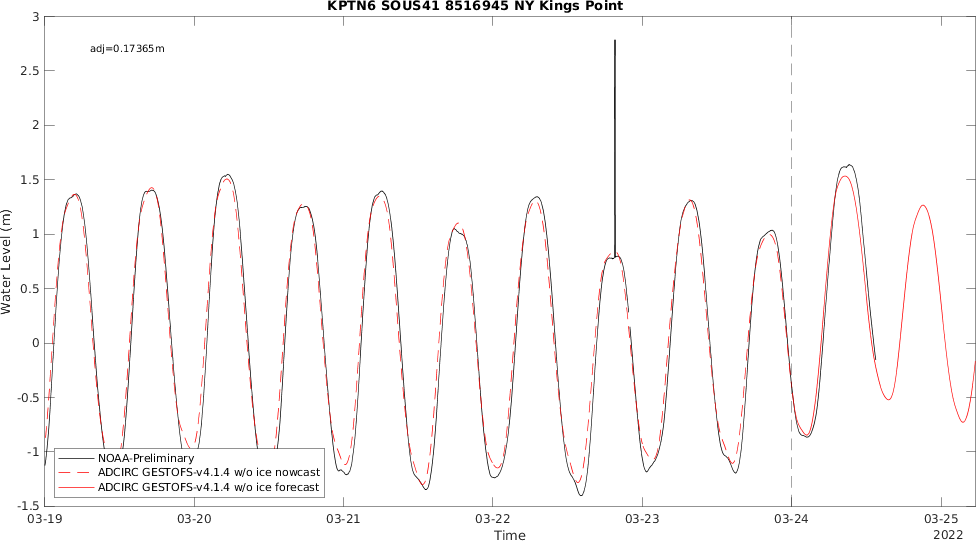 KPTN6 SOUS41 8516945 NY Kings Point
adj=0.17365m
3
2.5
2
1.5
1
0.5
0
-0.5
-1
-1.5
Water Level (m)
NOAA-Preliminary
ADCIRC GESTOFS-v4.1.4 w/o ice nowcast
ADCIRC GESTOFS-v4.1.4 w/o ice forecast
03-19 03-20 03-21 03-22 03-23 03-24 03-25
Time
2022